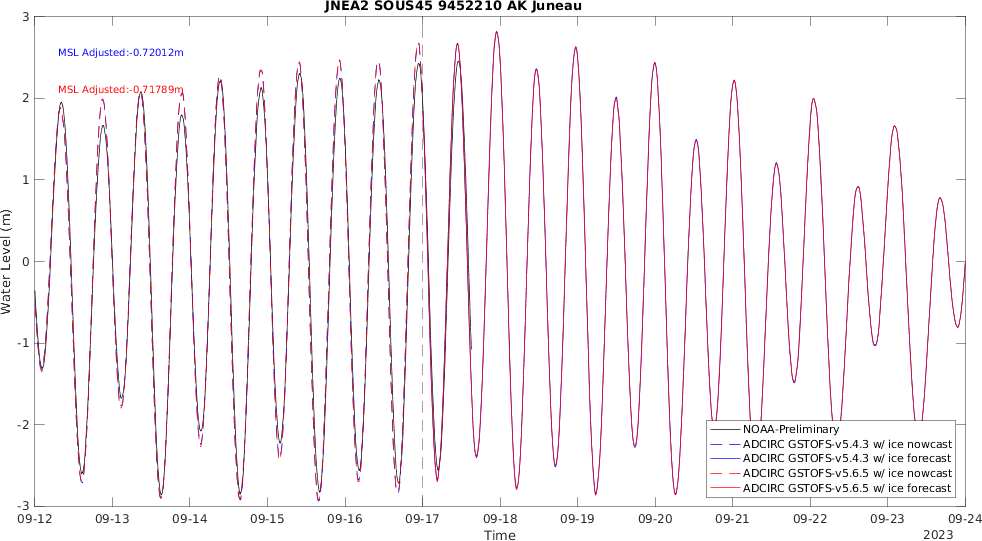 JNEA2 SOUS45 9452210 AK Juneau
MSL Adjusted:-0.72012m
MSL Adjusted:-0.71789m
Water Level (m)
3
2
1
0
-1
-2
-3
NOAA-Preliminary
ADCIRC GSTOFS-v5.4.3 w/ ice nowcast
ADCIRC GSTOFS-v5.4.3 w/ ice forecast
ADCIRC GSTOFS-v5.6.5 w/ ice nowcast
ADCIRC GSTOFS-v5.6.5 w/ ice forecast
09-12 09-13 09-14 09-15 09-16 09-17 09-18 09-19 09-20 09-21 09-22 09-23 09-24
Time
2023